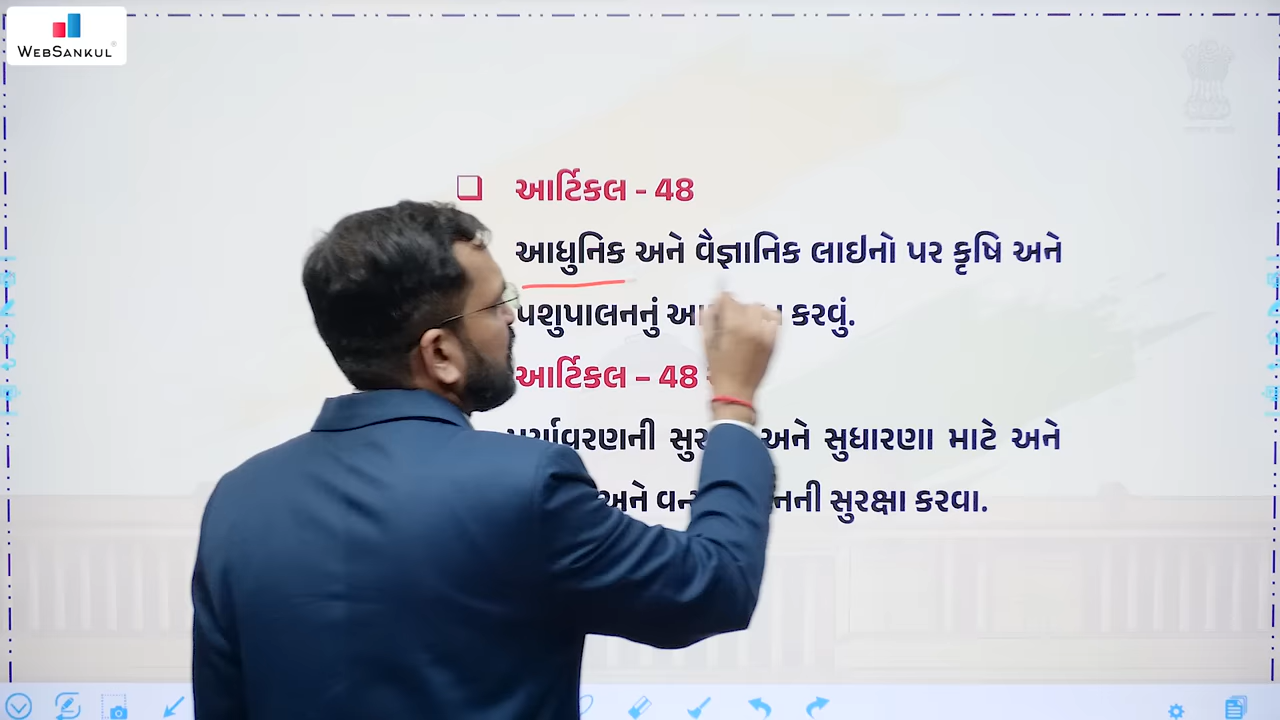 WEBSANKUL
આર્ટિકલ - 48
આધુનિક અને વૈજ્ઞાનિક લાઇનો પર કૃષિ અને
પશુપાલનનું કરવું.
આર્ટિકલ – 48
પર્યાવરણની અને સુધારણા માટે અને
અને જીવનની સુરક્ષા કરવા.